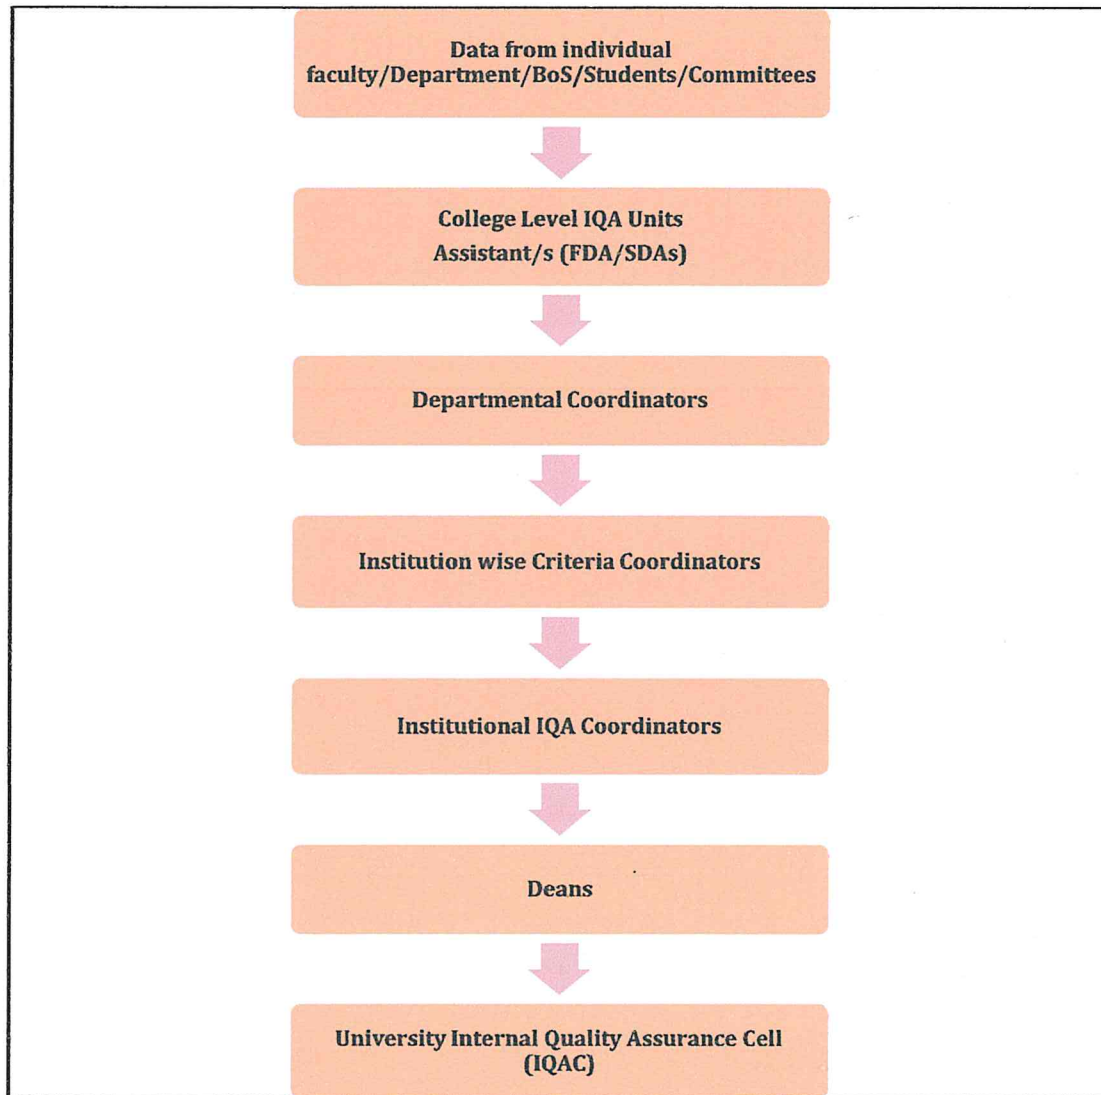 Data from individual
faculty/Department/BoS/Students/Committees
College Level IQA Units
Assistant/s (FDA/SDAs)
Departmental Coordinators
Institution wise Criteria Coordinators
Institutional IQA Coordinators
Deans
University Internal Quality Assurance Cell
(IQAC)